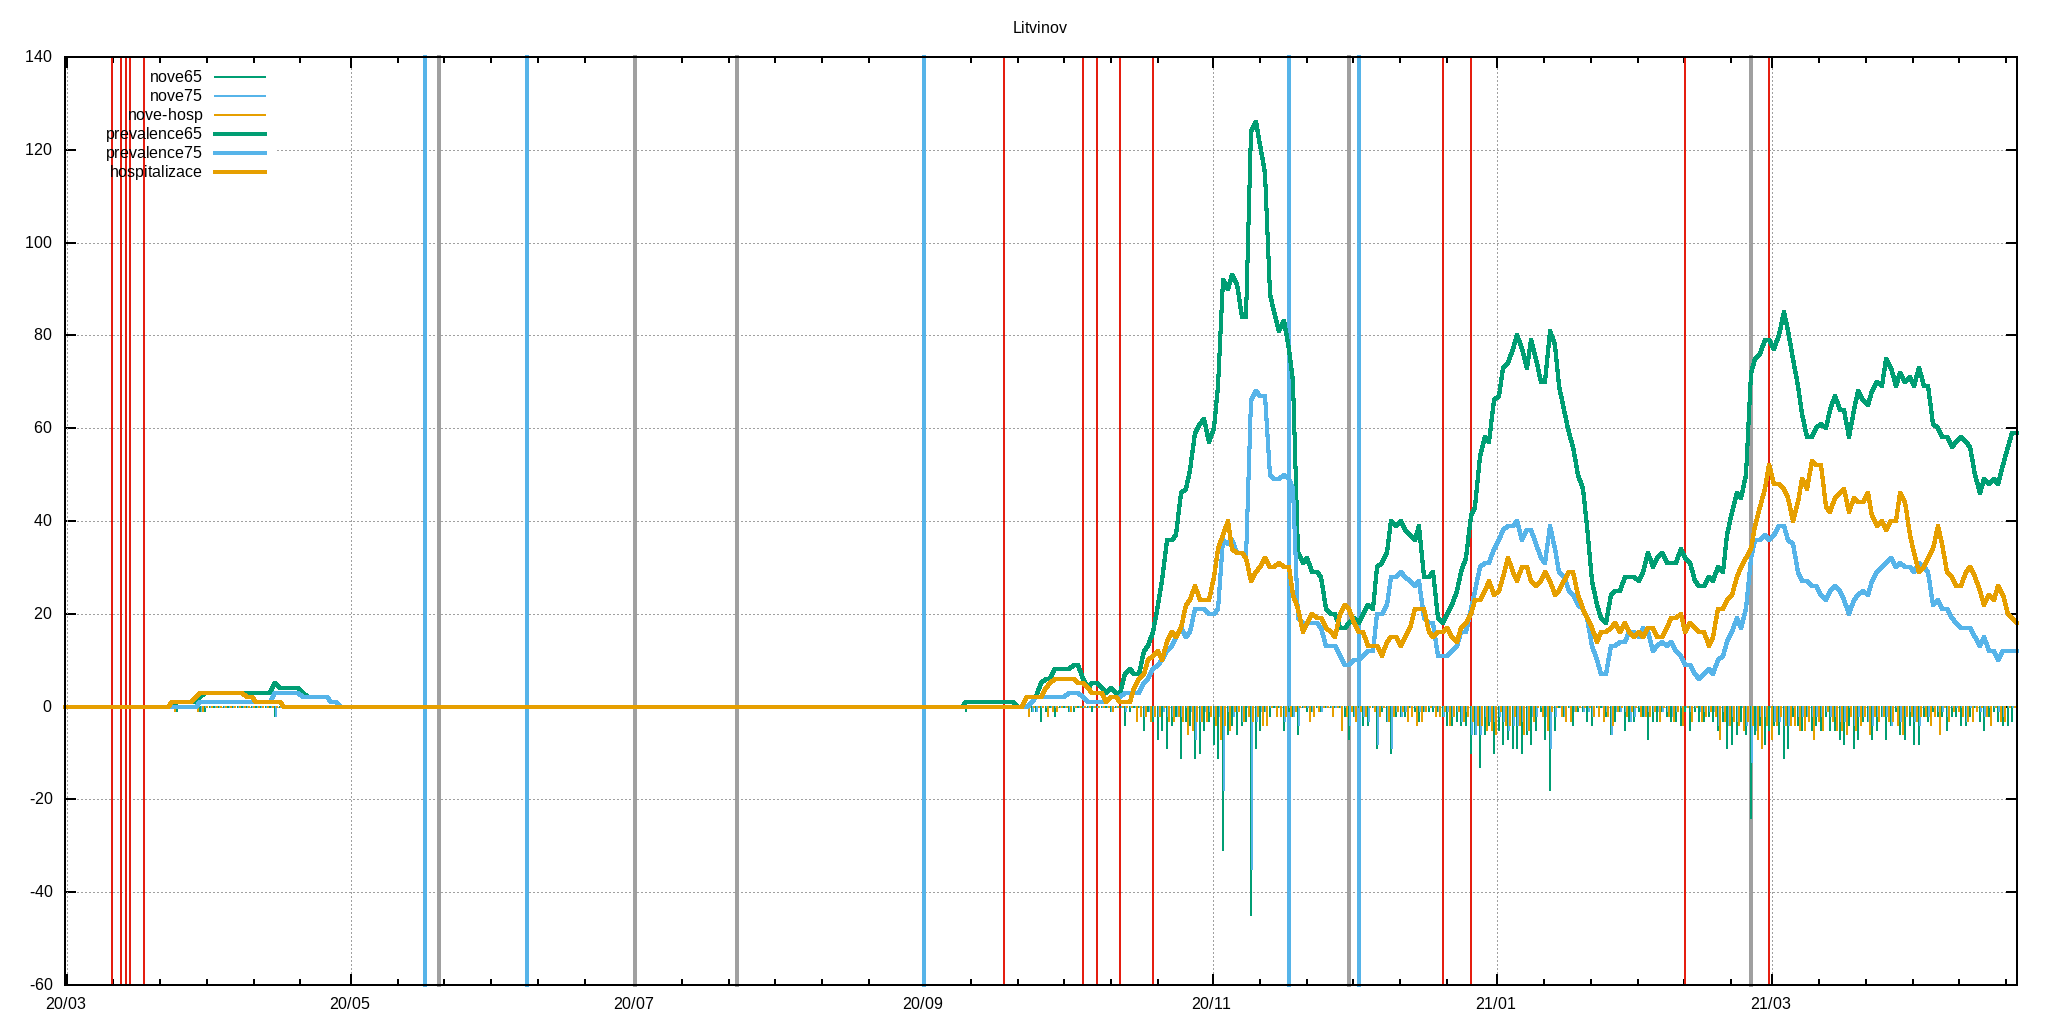 Litvinov
140
120
100
80
60
40
20
0
-20
-40
-60
nove65
nove75
nove-hosp
prevalence65
prevalence75
hospitalizace
20/03 20/05 20/07 20/09 20/11 21/01 21/03